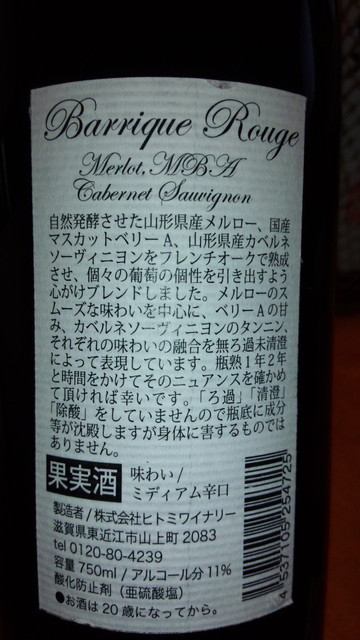 Barrique Rouge
Merlot, MBA
Cabernet Sauvignon
自然発酵させた山形県産メルロー、国産
マスカットベリーA、山形県産カベルネ
ソーヴィニヨンをフレンチオークで熟成
させ、個々の葡萄の個性を引き出すよう
心がけブレンドしました。メルローのス
ムーズな味わいを中心に、ベリーAの甘
み、カベルネソーヴィニヨンのタンニン、
それぞれの味わいの融合を無ろ過未清澄
によって表現しています。瓶熟1年2年
と時間をかけてそのニュアンスを確かめ
て頂ければ幸いです。「ろ過」「清澄」
「除酸」をしていませんので瓶底に成分
等が沈殿しますが身体に害するものでは
ありません。
果実酒 味わい/
ミディアム辛口
製造者/株式会社ヒトミワイナリー
滋賀県東近江市山上町2083
tel 0120-80-4239
容量750ml/アルコール分11%
酸化防止剤(亜硫酸塩)
●お酒は20歳になってから。
4537105254725